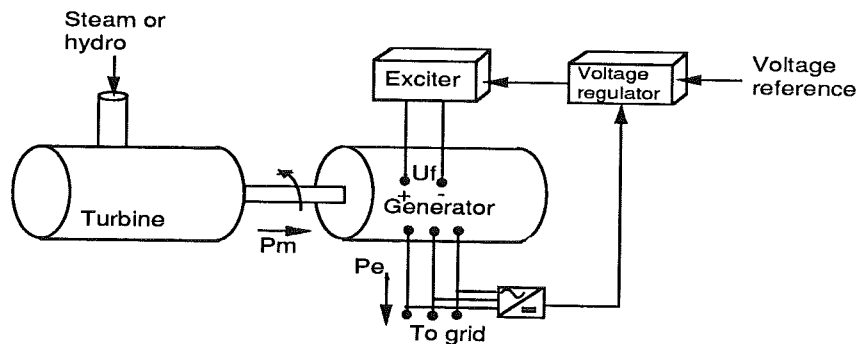 Steam or
hydro
Exciter
Voltage
regulator
Voltage
reference
Uf
+ -
Turbine
Generator
Pm
Pe
To grid